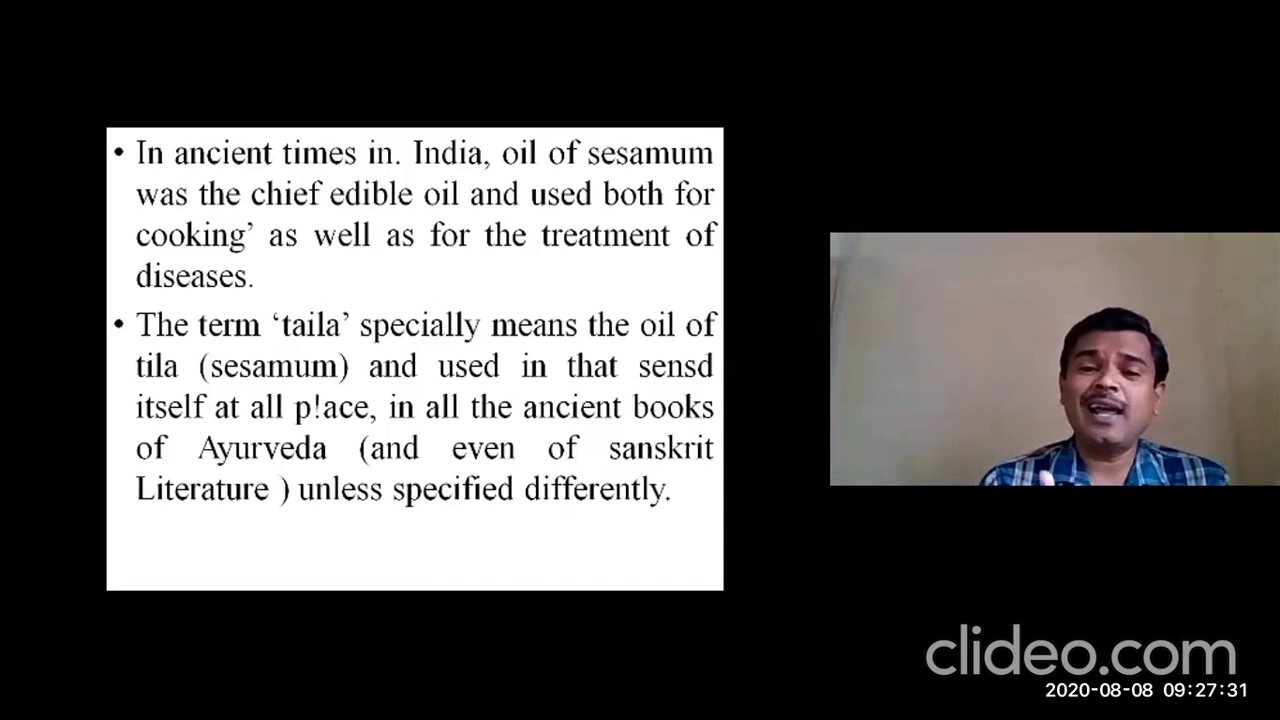 • In ancient times in. India, oil of sesamum
was the chief edible oil and used both for
cooking’ as well as for the treatment of
diseases.
• The term ‘taila’ specially means the oil of
tila (sesamum) and used in that sensd
itself at all p!ace, in all the ancient books
of Ayurveda (and even of sanskrit
Literature ) unless specified differently.
clideo.com
2020-08-08 09:27:31